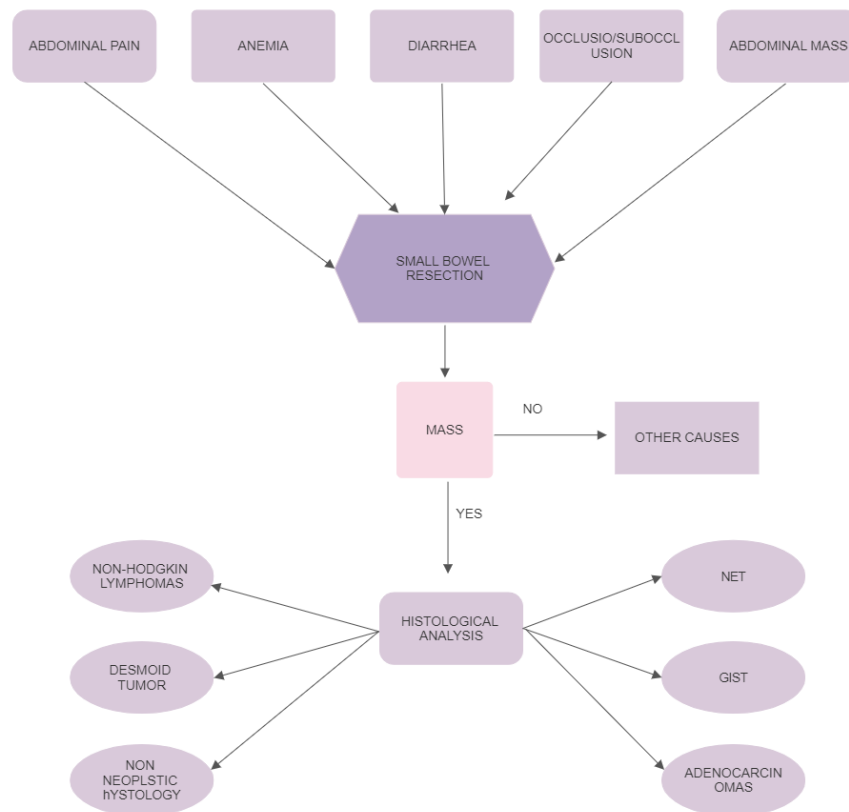 ABDOMINAL PAIN
ANEMIA
DIARRHEA
OCCLUSIO/SUBOCCL
USION
ABDOMINAL MASS
SMALL BOWEL
RESECTION
MASS
NO
OTHER CAUSES
YES
NON-HODGKIN
LYMPHOMAS
NET
HISTOLOGICAL
ANALYSIS
DESMOID
TUMOR
GIST
NON
NEOPLSTIC
hYSTOLOGY
ADENOCARCIN
OMAS